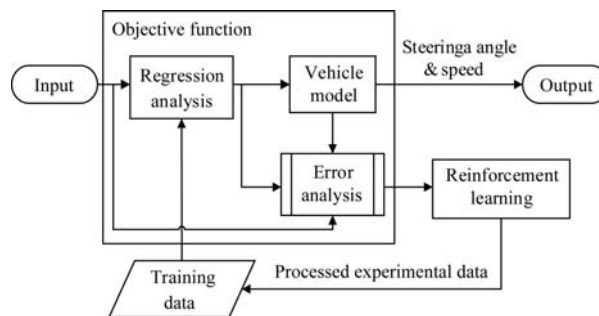 Objective function
Input
Regression
analysis
Vehicle
model
Steeringa angle
& speed
Output
Error
analysis
Reinforcement
learning
Training
data
Processed experimental data